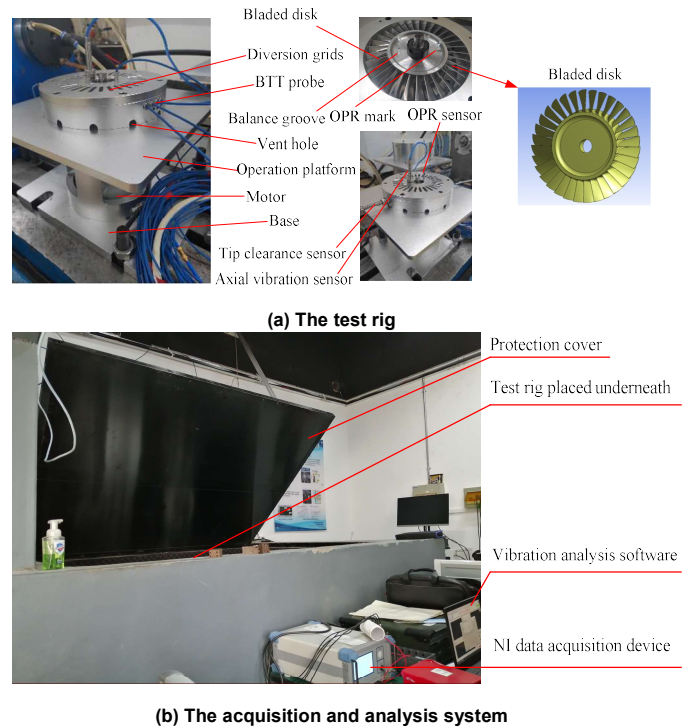 Bladed disk
Diversion grids
BTT probe
Bladed disk
Balance groove OPR mark OPR sensor
Vent hole
Operation platform
Motor
Base
Tip clearance sensor
Axial vibration sensor
(a) The test rig
Protection cover
Test rig placed underneath
Vibration analysis software
NI data acquisition device
(b) The acquisition and analysis system